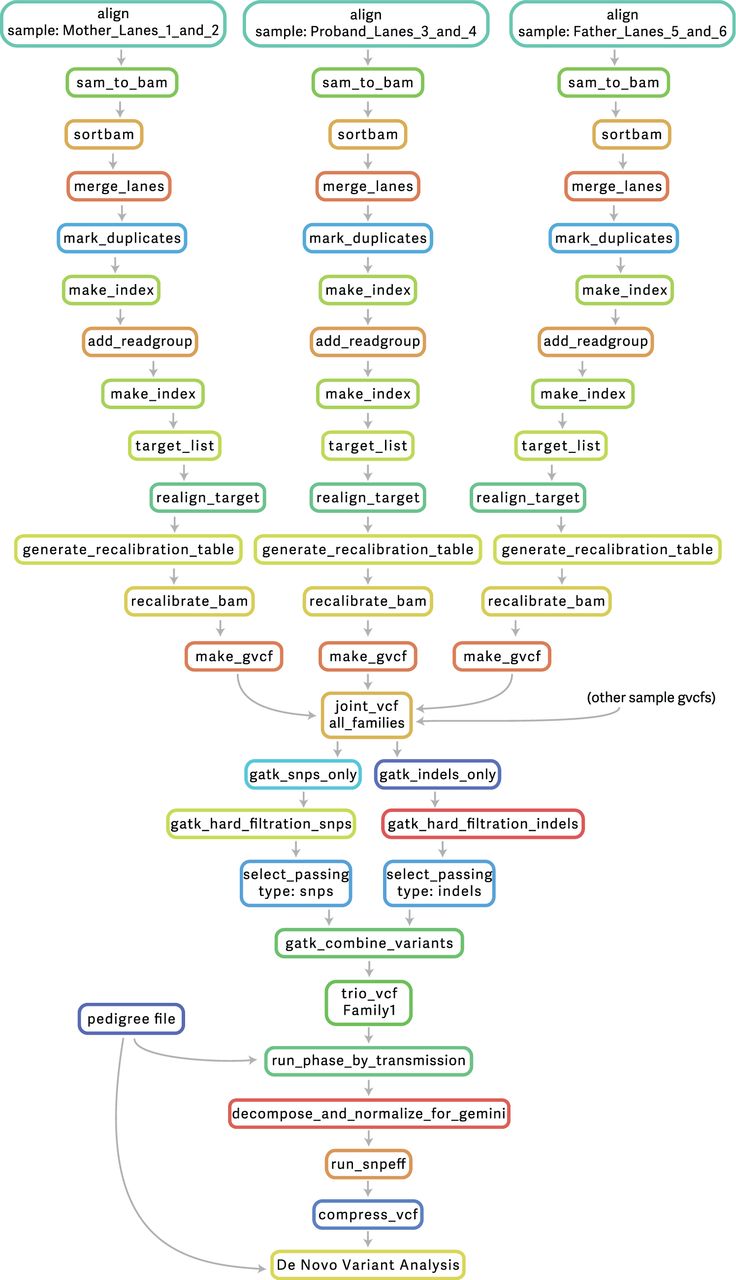 align
sample: Mother_Lanes_1_and_2
align
sample: Proband_Lanes_3_and_4
align
sample: Father_Lanes_5_and_6
sam_to_bam
sam_to_bam
sam_to_bam
sortbam
sortbam
sortbam
merge_lanes
merge_lanes
merge_lanes
mark_duplicates
mark_duplicates
mark_duplicates
make_index
make_index
make_index
add_readgroup
add_readgroup
add_readgroup
make_index
make_index
make_index
target_list
target_list
target_list
realign_target
realign_target
realign_target
generate_recalibration_table
generate_recalibration_table
generate_recalibration_table
recalibrate_bam
recalibrate_bam
recalibrate_bam
make_gvcf
make_gvcf
make_gvcf
(other sample gvcfs)
joint_vcf
all_families
gatk_snps_only
gatk_indels_only
gatk_hard_filtration_snps
gatk_hard_filtration_indels
select_passing
type: snps
select_passing
type: indels
gatk_combine_variants
trio_vcf
Family1
pedigree file
run_phase_by_transmission
decompose_and_normalize_for_gemini
run_snpeff
compress_vcf
De Novo Variant Analysis